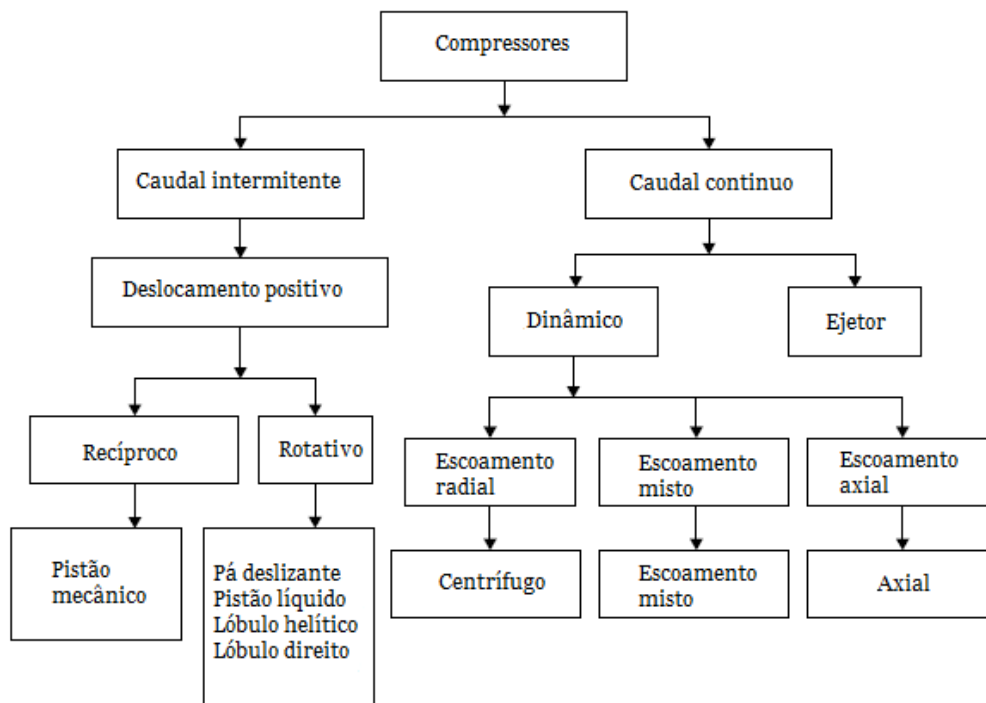 Compressores
Caudal intermitente
Caudal continuo
Deslocamento positivo
Dinâmico
Ejetor
Recíproco
Rotativo
Escoamento
radial
Escoamento
misto
Escoamento
axial
Pistão
mecânico
Pá deslizante
Pistão líquido
Lóbulo helítico
Lóbulo direito
Centrífugo
Escoamento
misto
Axial